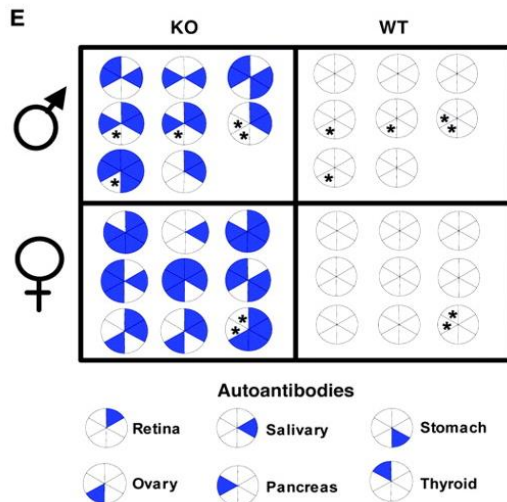 E
KO WT
*
* * * * * * *
*
* *
* *
* *
Autoantibodies
Retina Salivary Stomach
Ovary Pancreas Thyroid